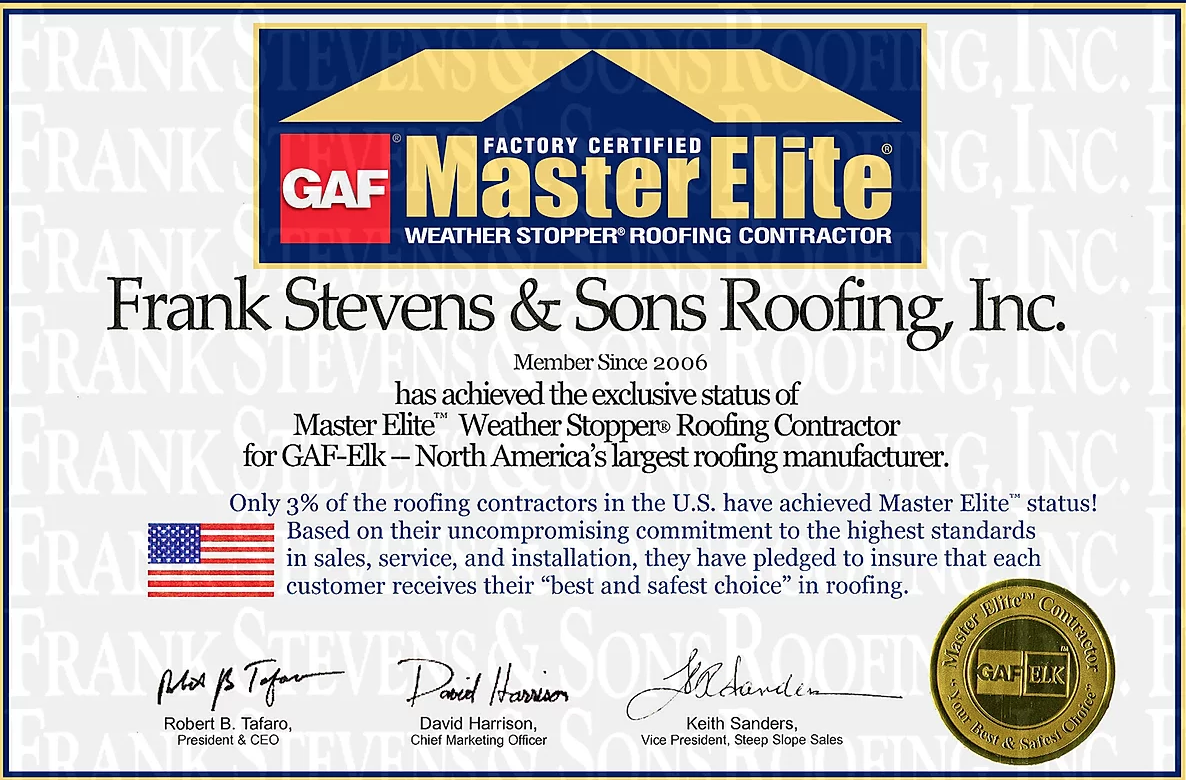 FACTORY CERTIFIED
GAF® Master Elite®
WEATHER STOPPER® ROOFING CONTRACTOR
Frank Stevens & Sons Roofing, Inc.
Member Since 2006
has achieved the exclusive status of
Master Elite™ Weather Stopper® Roofing Contractor
for GAF-Elk – North America's largest roofing manufacturer.
Only 3% of the roofing contractors in the U.S. have achieved Master Elite™ status!
Based on their uncompromising commitment to the highest standards
in sales, service, and installation, they have pledged to insure that each
customer receives their “best and safest choice” in roofing.
Master Elite™ Contractor
GAF ELK™
“Your Best & Safest Choice”
David Harrison
Robert B. Tafaro,
President & CEO
David Harrison,
Chief Marketing Officer
Keith Sanders,
Vice President, Steep Slope Sales
FRANK STEVENS & SONS ROOFING, INC.